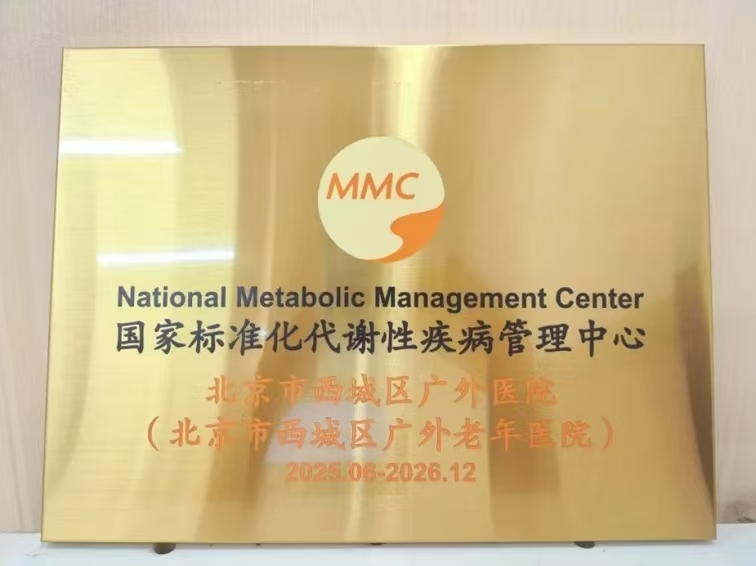 MMC
National Metabolic Management Center
国家标准化代谢性疾病管理中心
北京市西城区广外医院
（北京市西城区广外老年医院）
2025.06-2026.12